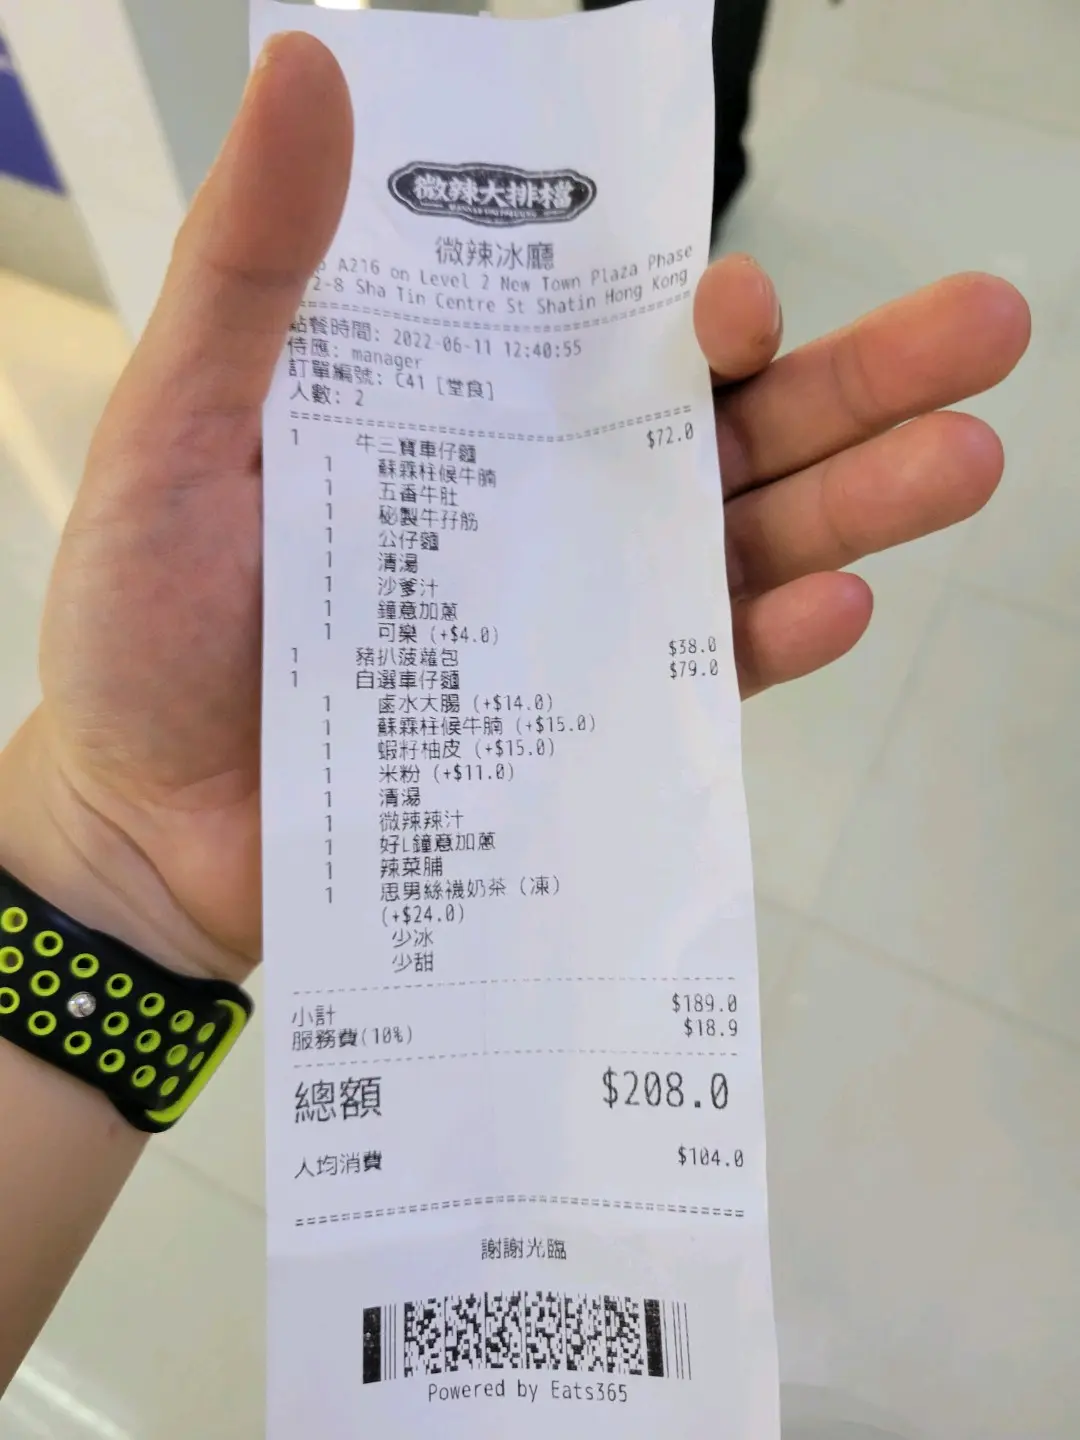 微辣大排檔
微辣冰廳
A216 on Level 2 New Town Plaza Phase
2-8 Sha Tin Centre St Shatin Hong Kong
點餐時間: 2022-06-11 12:40:55
侍應: manager
訂單編號: C41 [堂食]
人數: 2
1 牛三寶車仔麵 $72.0
1 蘇霖柱候牛腩
1 五香牛肚
1 秘製牛孖筋
1 公仔麵
1 清湯
1 沙爹汁
1 鐘意加蔥
1 可樂 (+$4.0)
1 豬扒菠蘿包 $38.0
1 自選車仔麵 $79.0
1 鹵水大腸 (+$14.0)
1 蘇霖柱候牛腩 (+$15.0)
1 蝦籽柚皮 (+$15.0)
1 米粉 (+$11.0)
1 清湯
1 微辣辣汁
1 好L鐘意加蔥
1 辣菜脯
1 思男絲襪奶茶 (凍)
(+$24.0)
少冰
少甜
小計 $189.0
服務費(10%) $18.9
總額 $208.0
人均消費 $104.0
謝謝光臨
Powered by Eats365